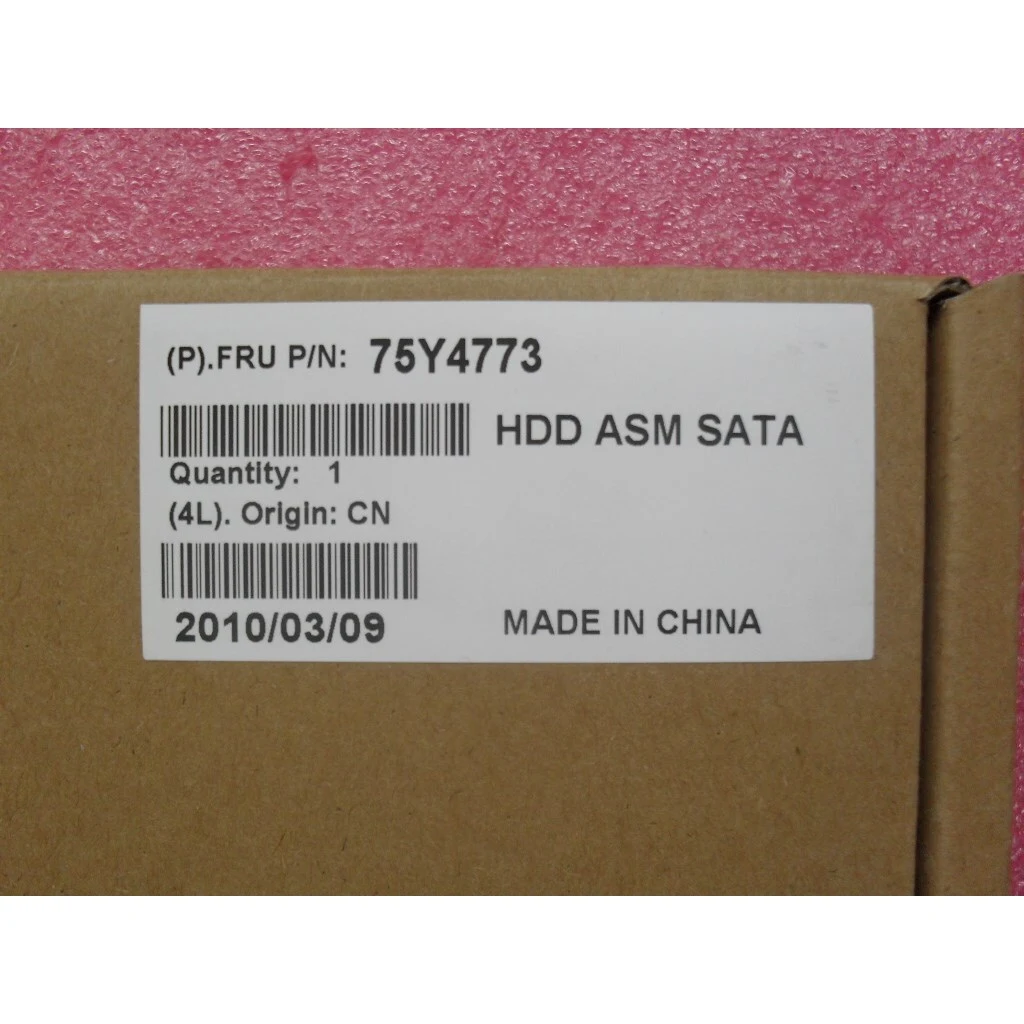 (P).FRU P/N: 75Y4773
HDD ASM SATA
Quantity: 1
(4L). Origin: CN
2010/03/09
MADE IN CHINA